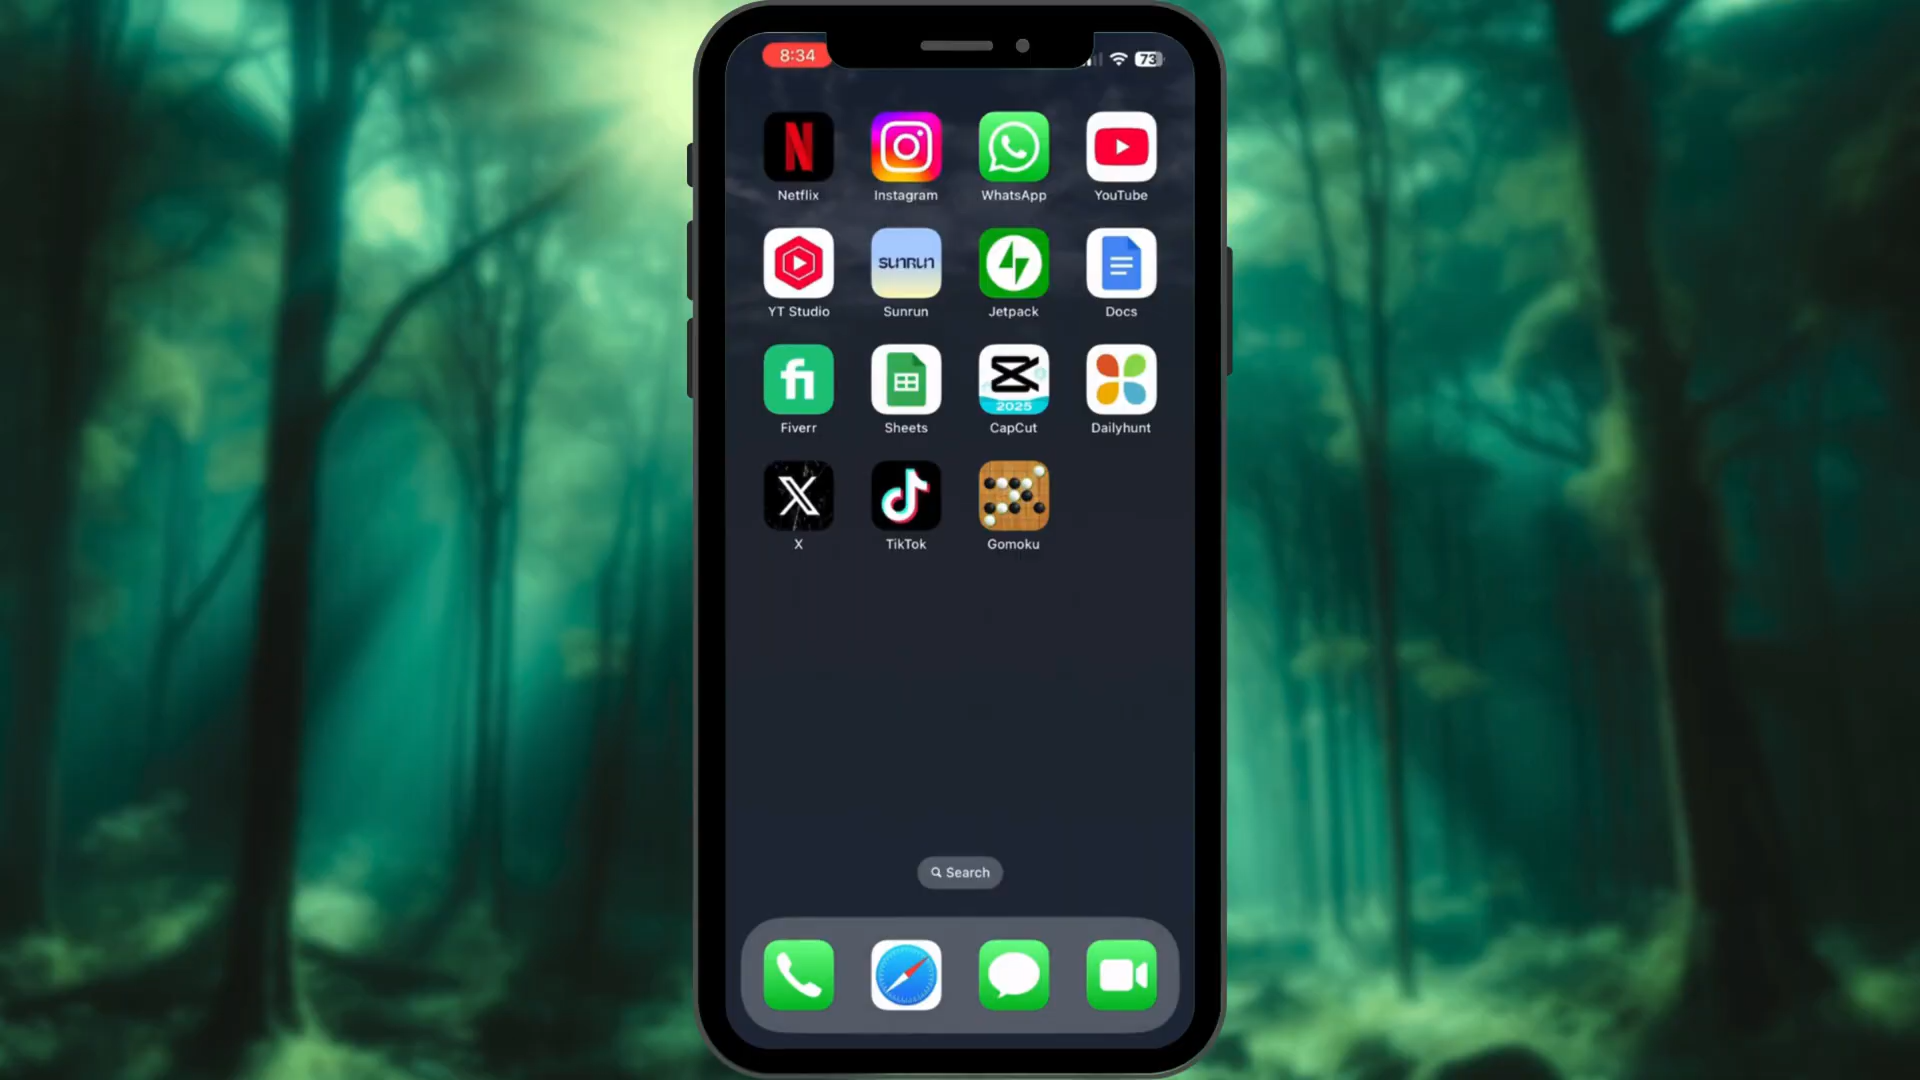 8:34
73
N
Netflix
Instagram
WhatsApp
YouTube
sunrun
YT Studio
Sunrun
Jetpack
Docs
fi
2025
Fiverr
Sheets
CapCut
Dailyhunt
X
X
TikTok
Gomoku
Search